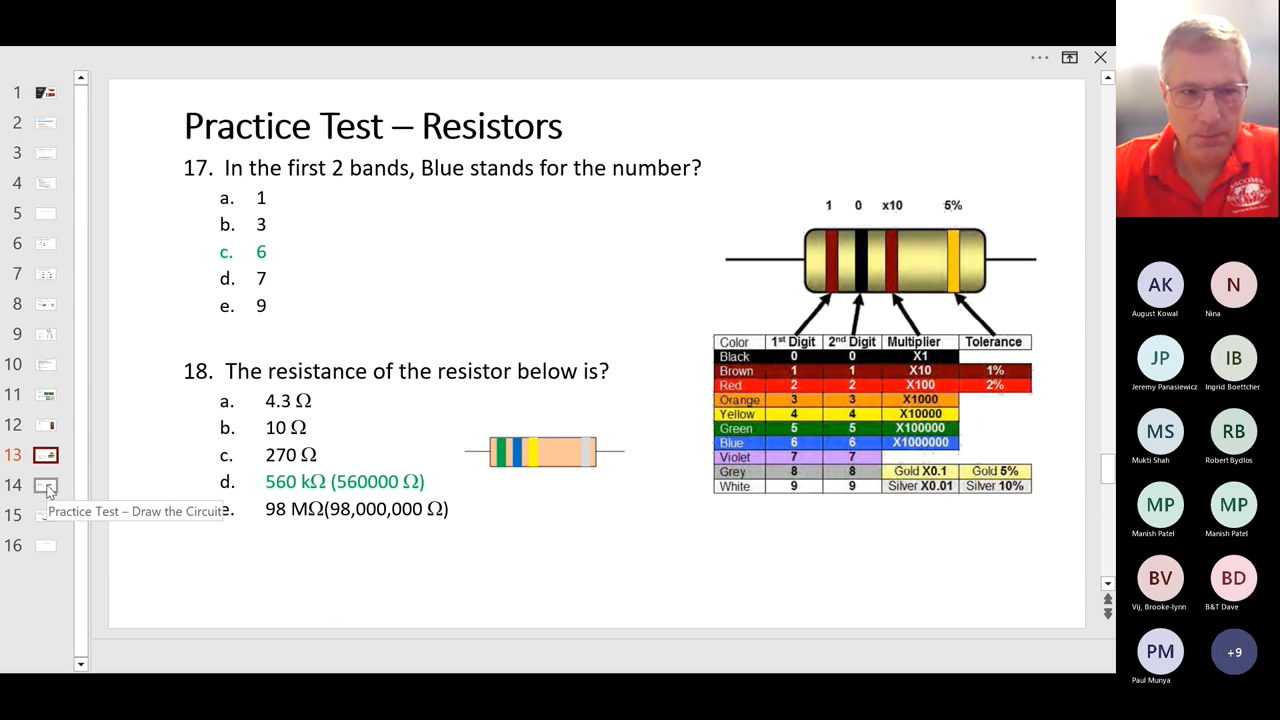 Practice Test – Resistors
17. In the first 2 bands, Blue stands for the number?
a. 1
b. 3
c. 6
d. 7
e. 9
18. The resistance of the resistor below is?
a. 4.3 Ω
b. 10 Ω
c. 270 Ω
d. 560 kΩ (560000 Ω)
e. 98 MΩ(98,000,000 Ω)
1 0 x10 5%
Color 1st Digit 2nd Digit Multiplier Tolerance
Black 0 0 X1
Brown 1 1 X10 1%
Red 2 2 X100 2%
Orange 3 3 X1000
Yellow 4 4 X10000
Green 5 5 X100000
Blue 6 6 X1000000
Violet 7 7
Grey 8 8 Gold X0.1 Gold 5%
White 9 9 Silver X0.01 Silver 10%
1
2
3
4
5
6
7
8
9
10
11
12
13
14
Practice Test – Draw the Circuit
15
16
MACOMB
AK N
August Kowal Nina
JP IB
Jeremy Panasiewicz Ingrid Boettcher
MS RB
Mukti Shah Robert Bydlos
MP MP
Manish Patel Manish Patel
BV BD
Vij, Brooke-lynn B&T Dave
PM +9
Paul Munya